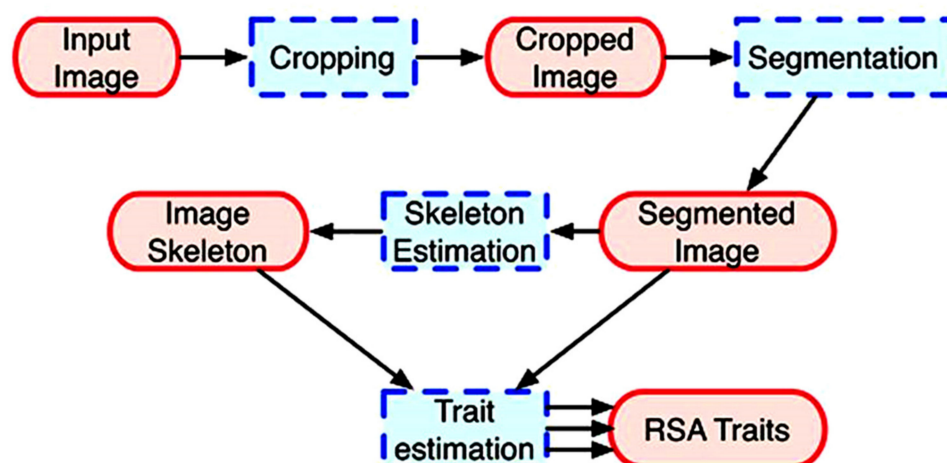 Input
Image
Cropping
Cropped
Image
Segmentation
Image
Skeleton
Skeleton
Estimation
Segmented
Image
Trait
estimation
RSA Traits